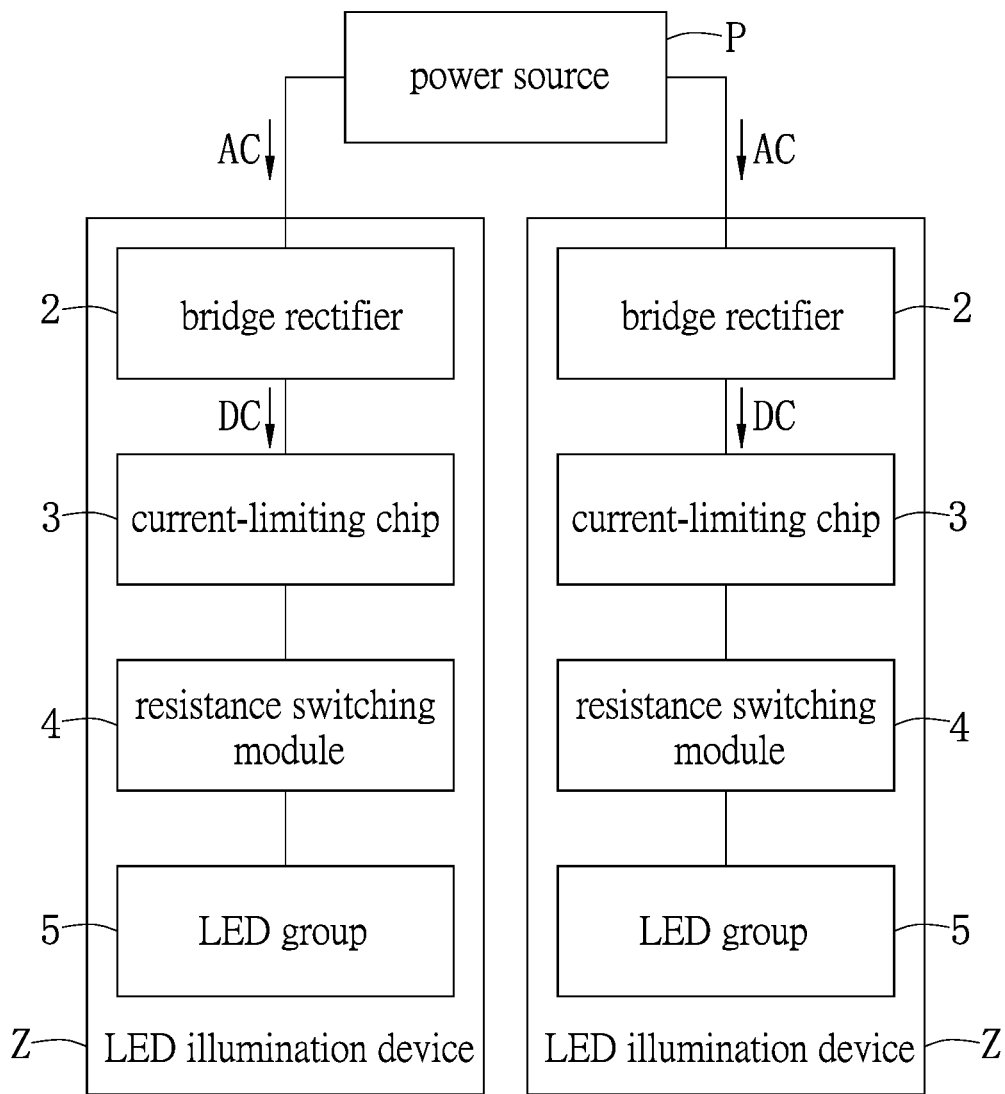 power source
P
AC
AC
2
bridge rectifier
bridge rectifier
2
DC
DC
3
current-limiting chip
current-limiting chip
3
4
resistance switching
module
resistance switching
module
4
5
LED group
LED group
5
Z
LED illumination device
LED illumination device
Z